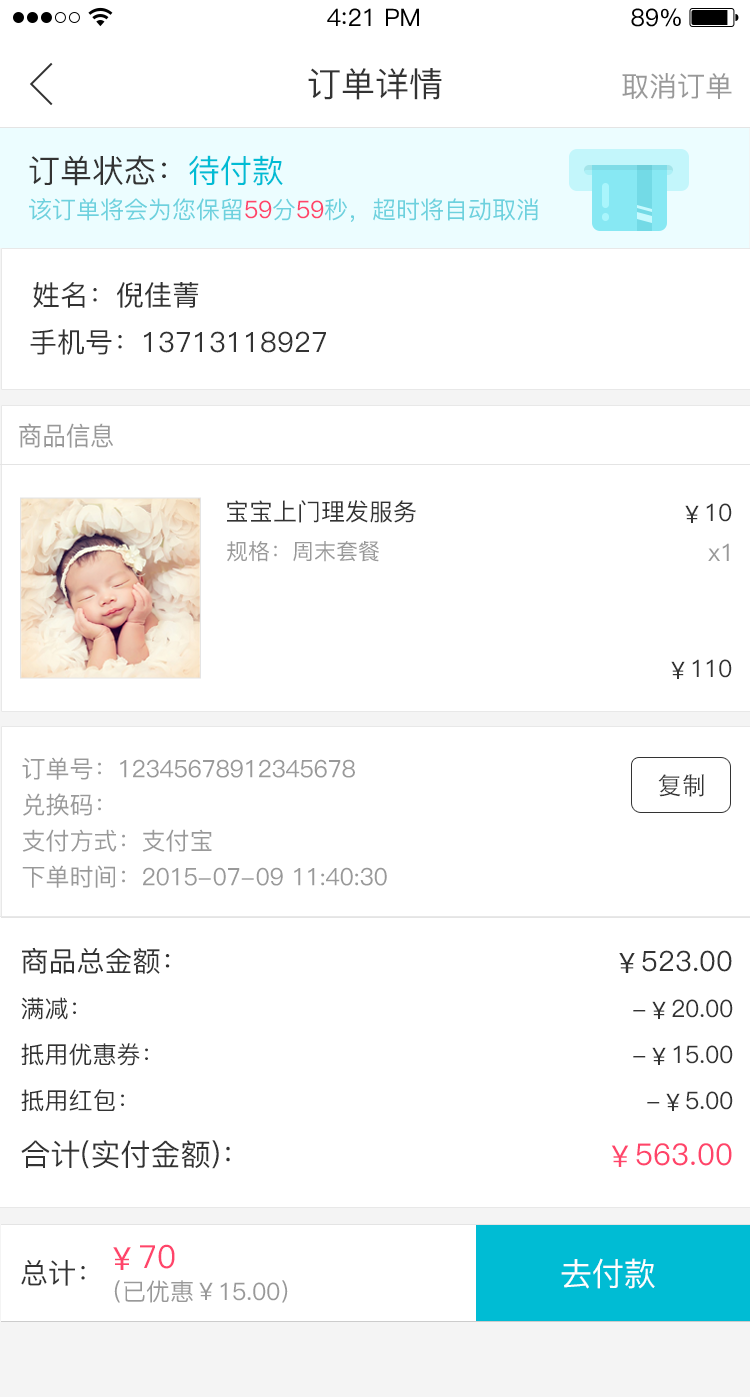 4:21 PM 89%
订单详情 取消订单
订单状态：待付款
该订单将会为您保留59分59秒，超时将自动取消
姓名：倪佳菁
手机号：13713118927
商品信息
宝宝上门理发服务 ￥10
规格：周末套餐 x1
￥110
订单号：12345678912345678
复制
兑换码：
支付方式：支付宝
下单时间：2015-07-09 11:40:30
商品总金额： ￥523.00
满减： -￥20.00
抵用优惠券： -￥15.00
抵用红包： -￥5.00
合计(实付金额)： ￥563.00
总计：￥70
(已优惠￥15.00)
去付款